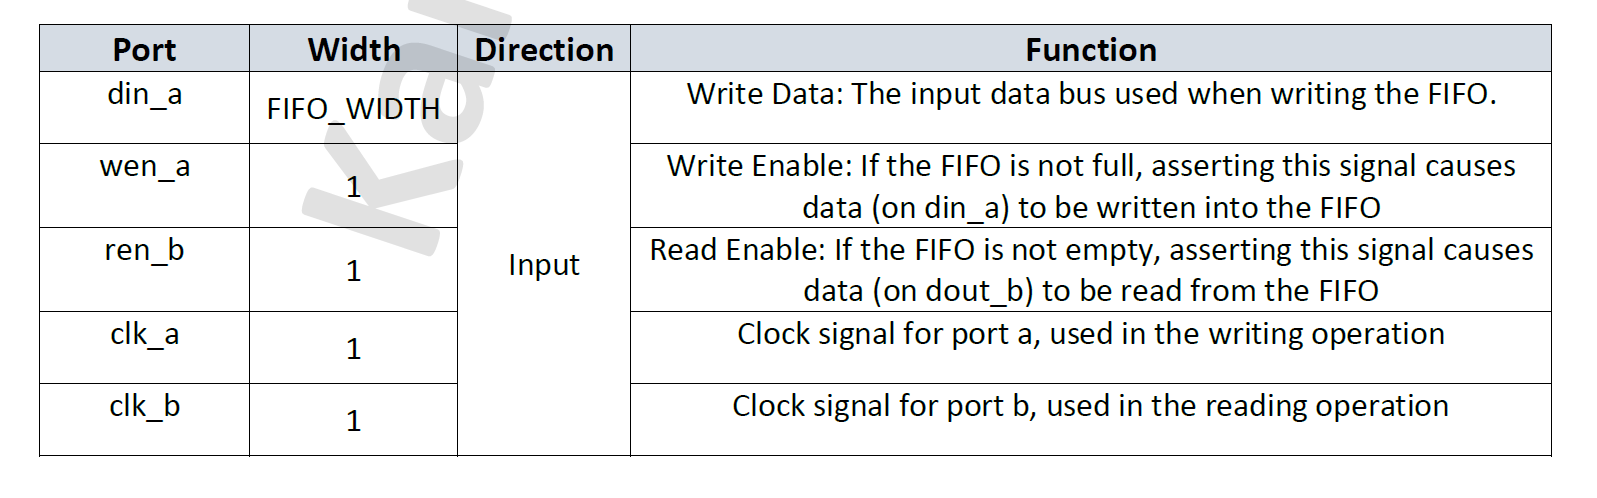 Port Width Direction Function
din_a FIFO_WIDTH Write Data: The input data bus used when writing the FIFO.
wen_a 1 Write Enable: If the FIFO is not full, asserting this signal causes
data (on din_a) to be written into the FIFO
ren_b 1 Input Read Enable: If the FIFO is not empty, asserting this signal causes
data (on dout_b) to be read from the FIFO
clk_a 1 Clock signal for port a, used in the writing operation
clk_b 1 Clock signal for port b, used in the reading operation